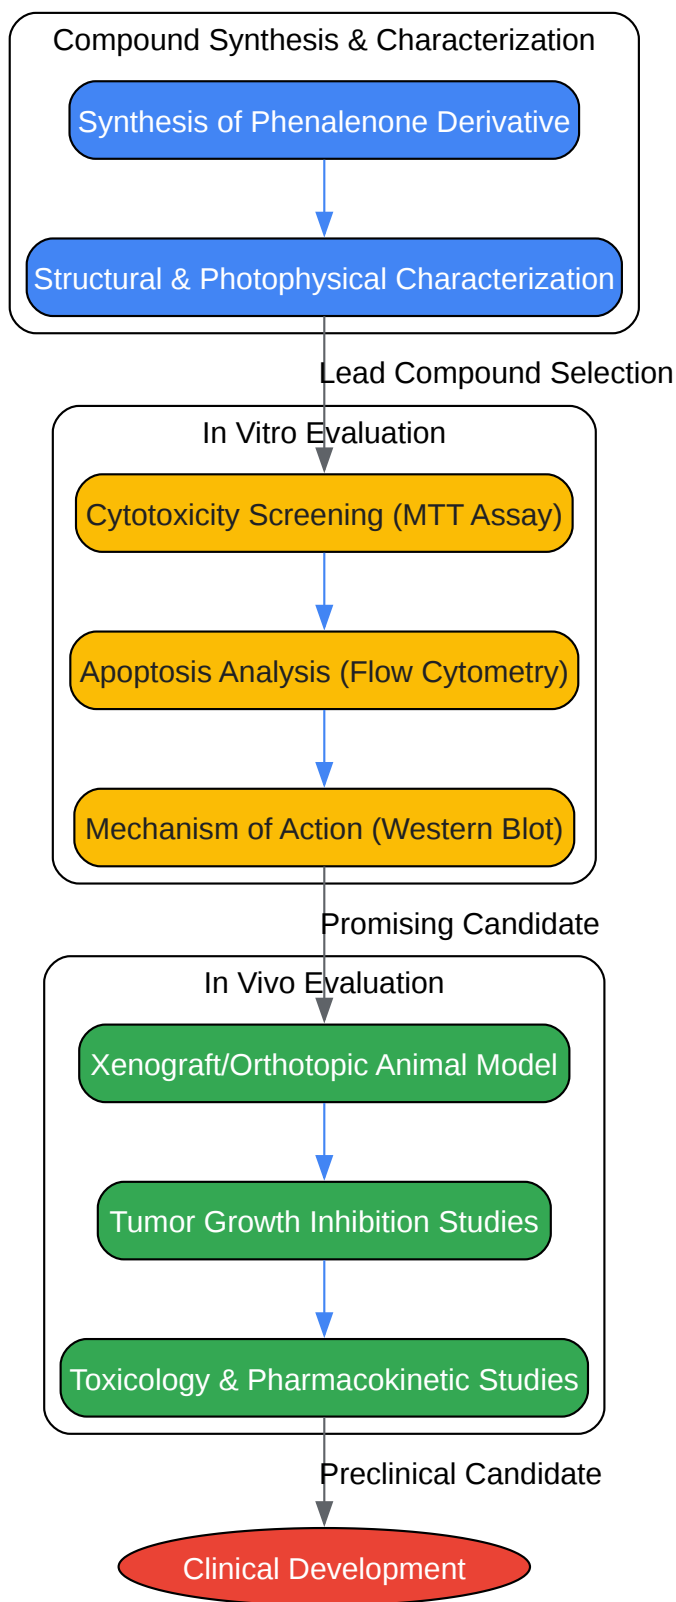 Compound Synthesis & Characterization
Synthesis of Phenalenone Derivative
Structural & Photophysical Characterization
Lead Compound Selection
In Vitro Evaluation
Cytotoxicity Screening (MTT Assay)
Apoptosis Analysis (Flow Cytometry)
Mechanism of Action (Western Blot)
Promising Candidate
In Vivo Evaluation
Xenograft/Orthotopic Animal Model
Tumor Growth Inhibition Studies
Toxicology & Pharmacokinetic Studies
Preclinical Candidate
Clinical Development